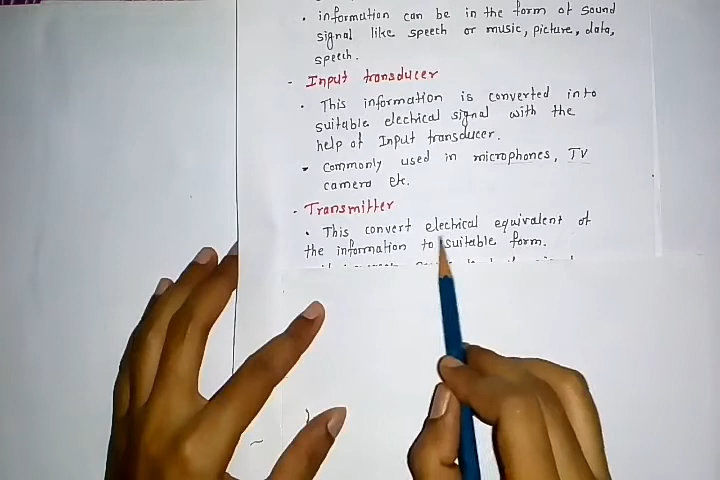 • information can be in the form of sound
signal like speech or music, picture, data,
speech.
- Input transducer
• This information is converted into
suitable electrical signal with the
help of Input transducer.
- commonly used in microphones, TV
camera etc.
- Transmitter
• This convert electrical equivalent of
the information to suitable form.